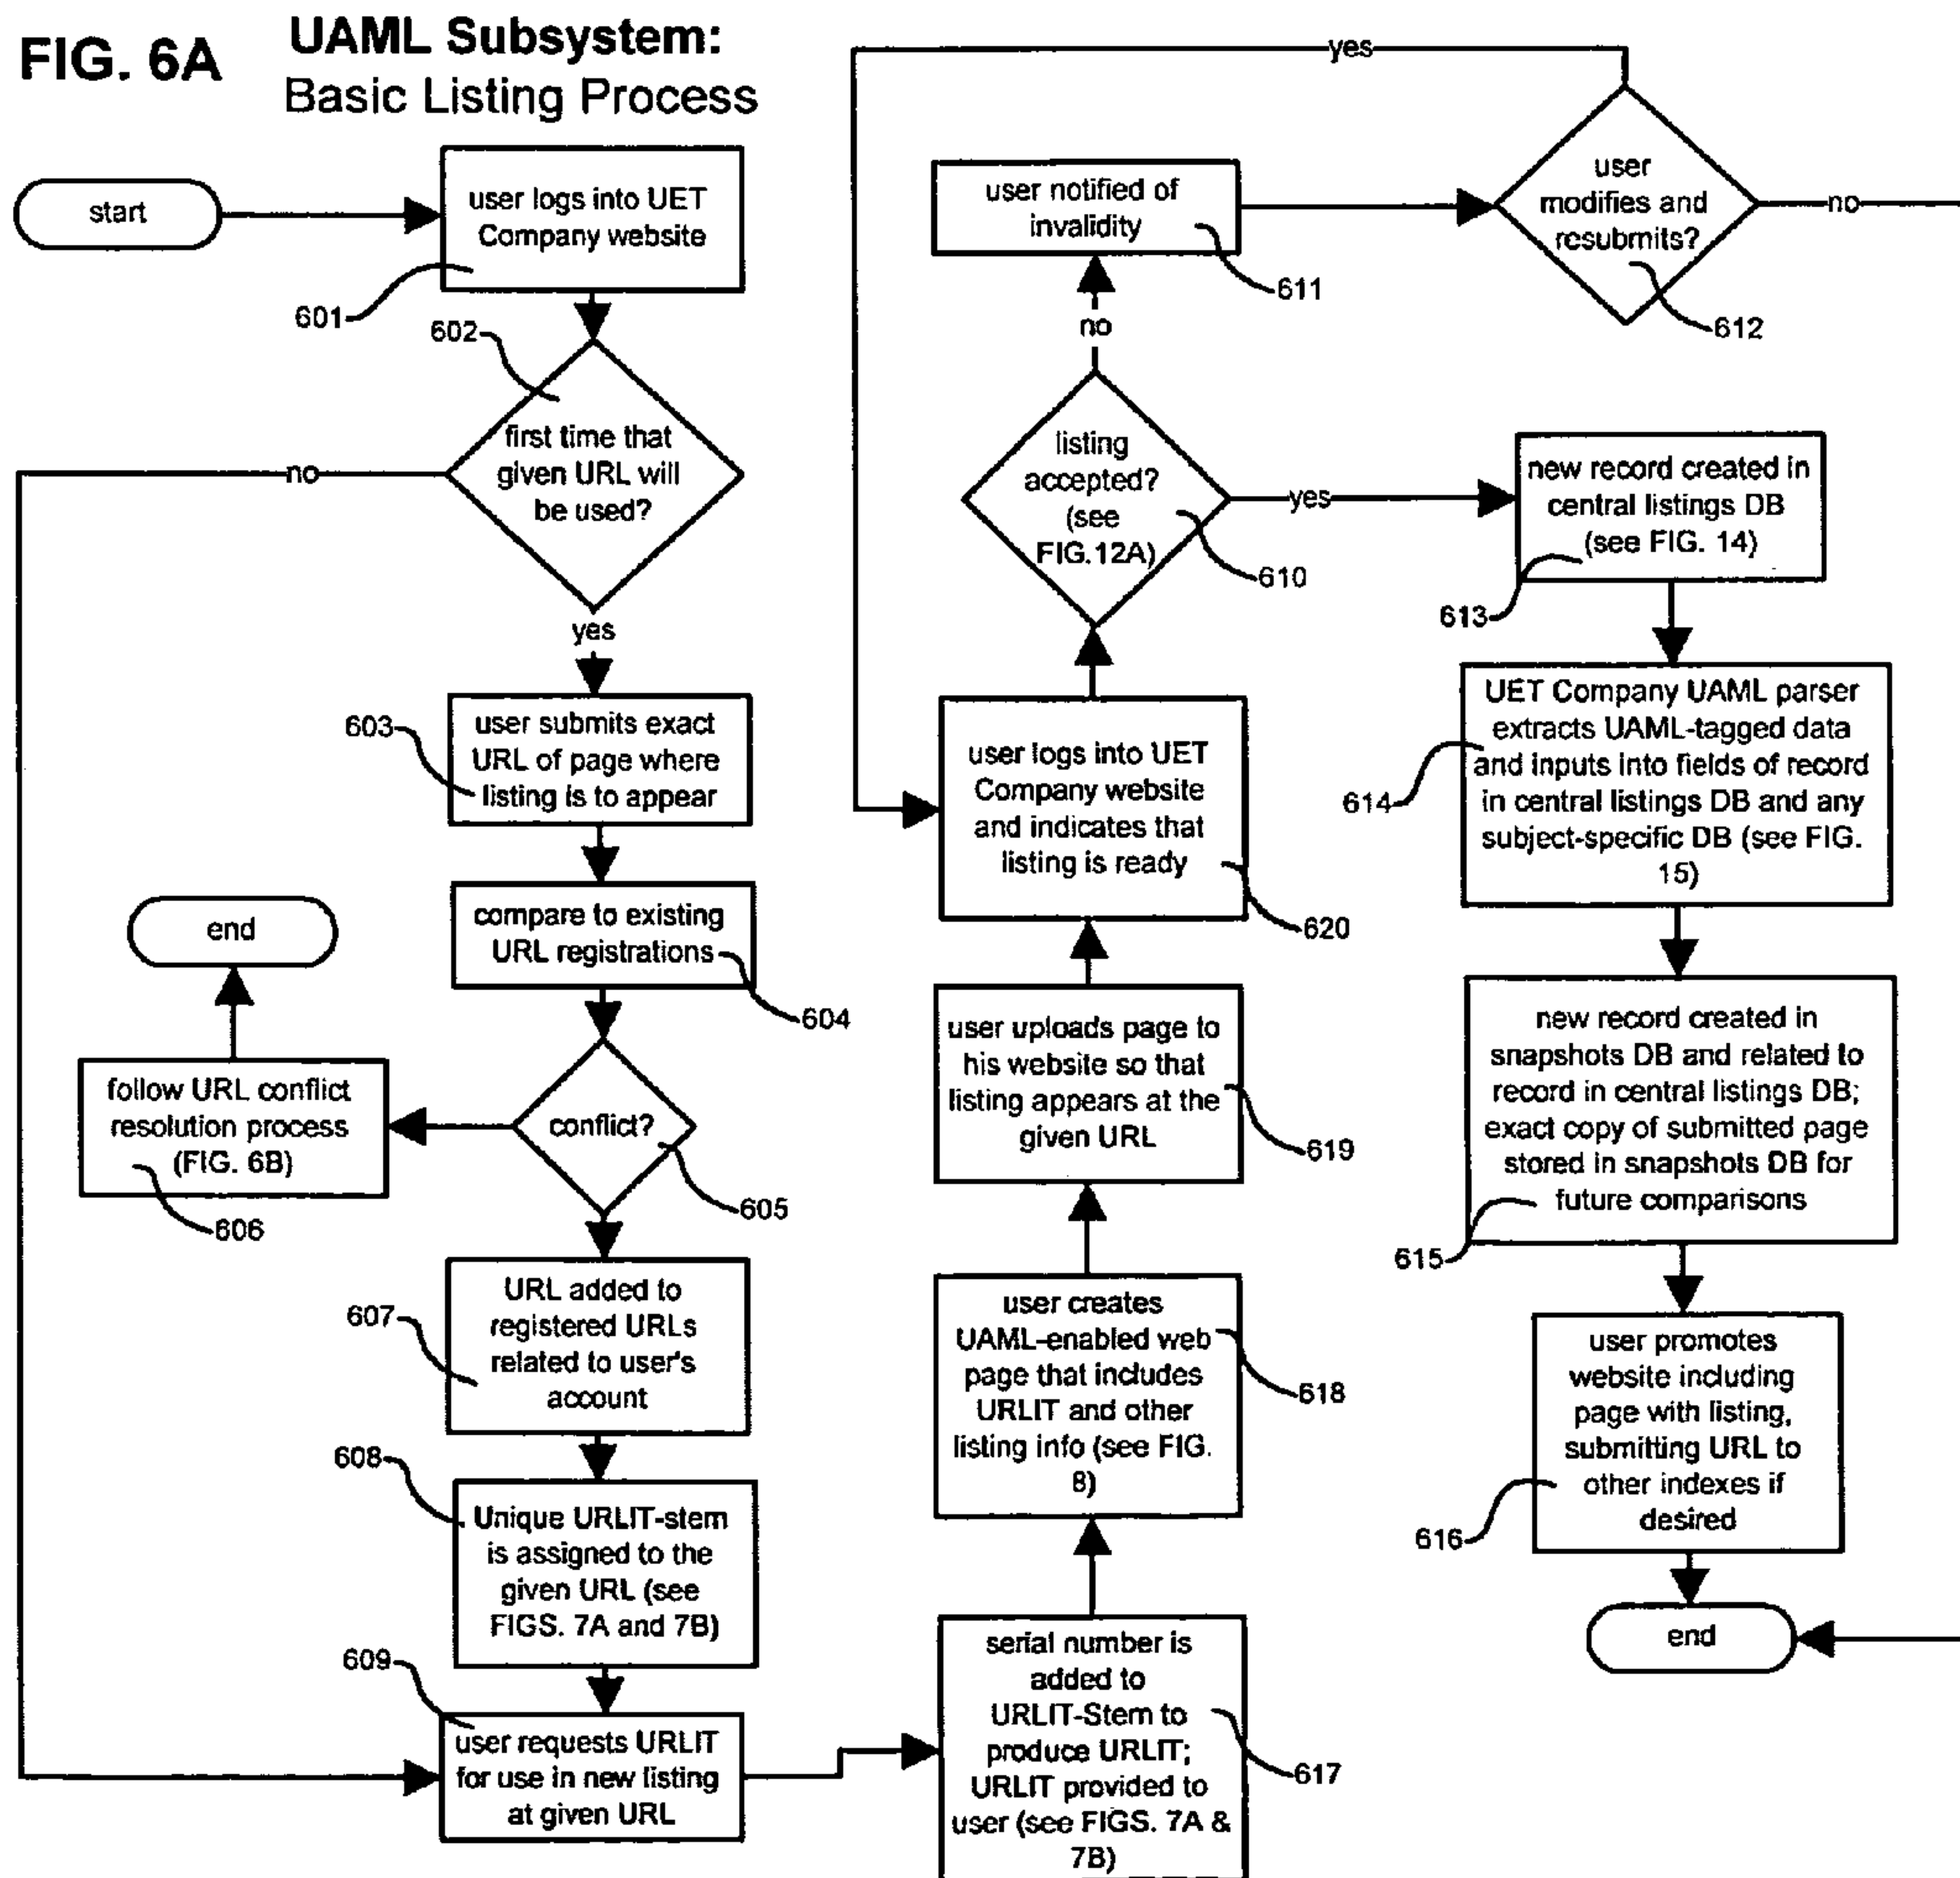 FIG. 6A
UAML Subsystem:
Basic Listing Process
start
user logs into UET
Company website
601
602
first time that
given URL will
be used?
no
yes
603
user submits exact
URL of page where
listing is to appear
compare to existing
URL registrations
604
conflict?
605
follow URL conflict
resolution process
(FIG. 6B)
606
end
607
URL added to
registered URLs
related to user's
account
608
Unique URLIT-stem
is assigned to the
given URL (see
FIGS. 7A and 7B)
609
user requests URLIT
for use in new listing
at given URL
serial number is
added to
URLIT-Stem to
produce URLIT;
URLIT provided to
user (see FIGS. 7A &
7B)
617
user creates
UAML-enabled web
page that includes
URLIT and other
listing info (see FIG.
8)
618
user uploads page to
his website so that
listing appears at the
given URL
619
user logs into UET
Company website
and indicates that
listing is ready
620
listing
accepted?
(see
FIG.12A)
610
no
user notified of
invalidity
611
user
modifies and
resubmits?
612
yes
no
yes
new record created in
central listings DB
(see FIG. 14)
613
UET Company UAML parser
extracts UAML-tagged data
and inputs into fields of record
in central listings DB and any
subject-specific DB (see FIG.
15)
614
new record created in
snapshots DB and related to
record in central listings DB;
exact copy of submitted page
stored in snapshots DB for
future comparisons
615
user promotes
website including
page with listing,
submitting URL to
other indexes if
desired
616
end